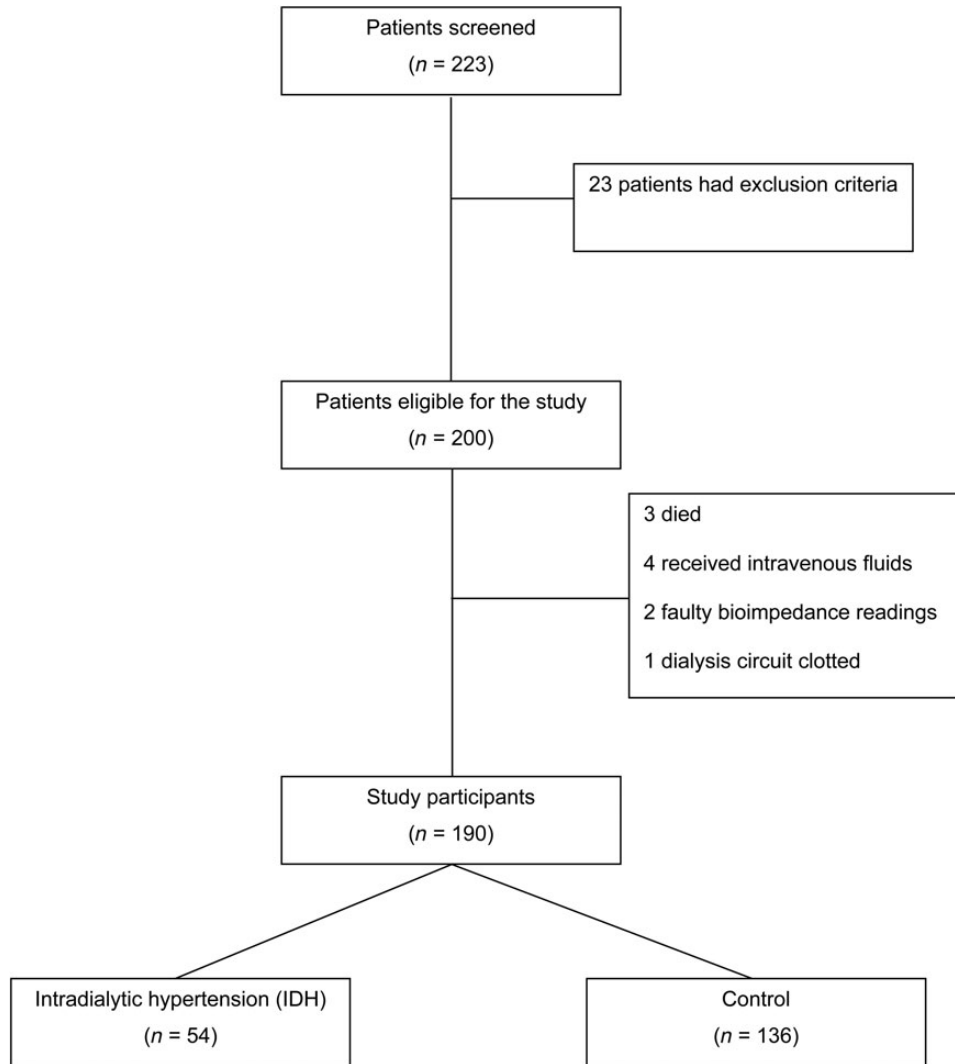 Patients screened
(n = 223)
23 patients had exclusion criteria
Patients eligible for the study
(n = 200)
3 died
4 received intravenous fluids
2 faulty bioimpedance readings
1 dialysis circuit clotted
Study participants
(n = 190)
Intradialytic hypertension (IDH)
(n = 54)
Control
(n = 136)